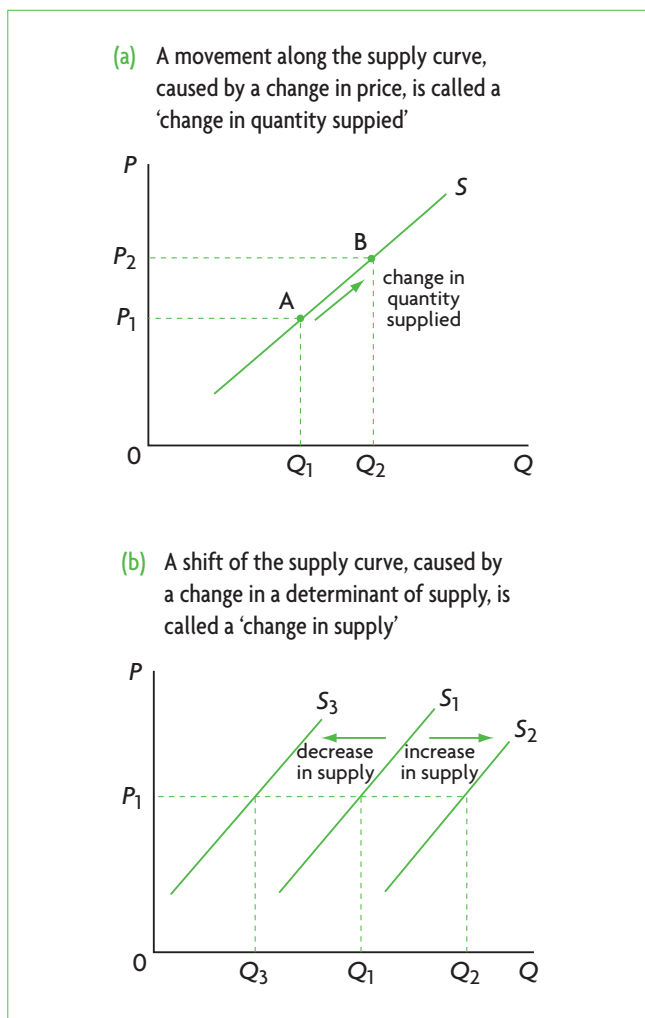 (a) A movement along the supply curve,
caused by a change in price, is called a
‘change in quantity suppied’
P
S
B
P2
change in
quantity
supplied
A
P1
0
Q1
Q2
Q
(b) A shift of the supply curve, caused by
a change in a determinant of supply, is
called a ‘change in supply’
P
S3
S1
S2
decrease
in supply
increase
in supply
P1
0
Q3
Q1
Q2
Q